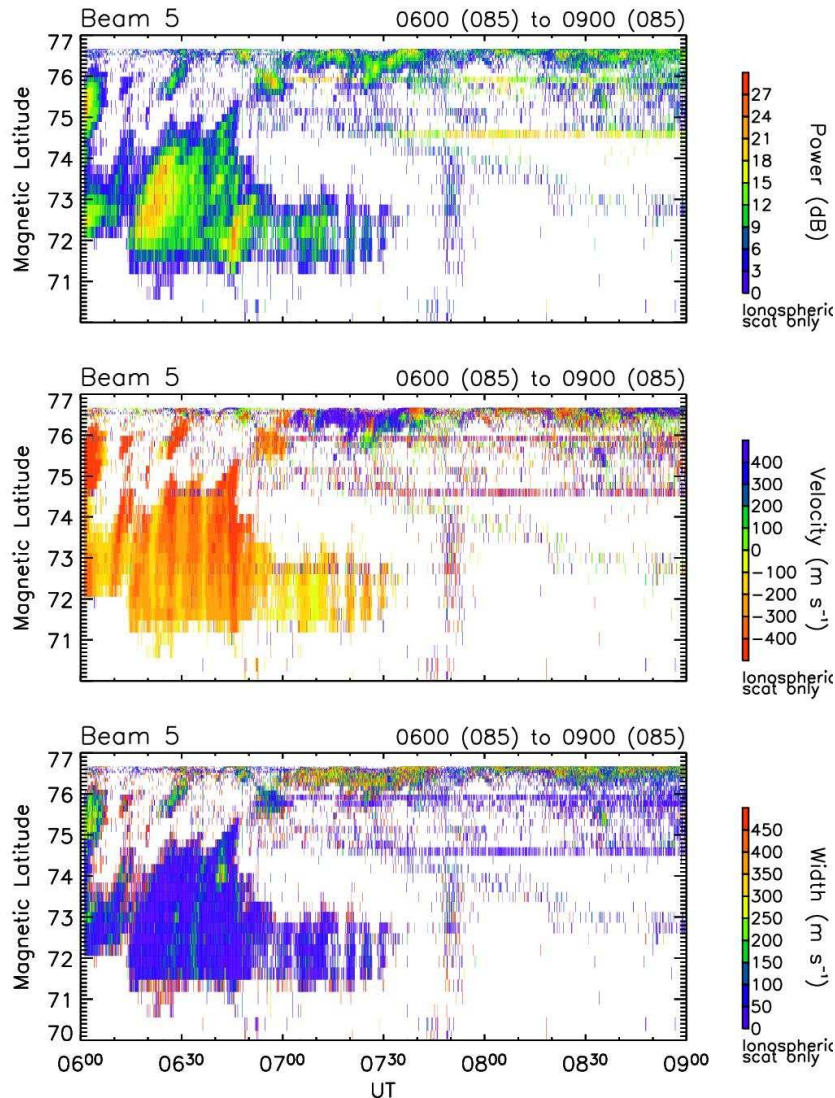 Beam 5
0600 (085) to 0900 (085)
77
76
75
74
73
72
71
Magnetic Latitude
27
24
21
18
15
12
9
6
3
0
Power (dB)
Ionospheric
scat only
Beam 5
0600 (085) to 0900 (085)
77
76
75
74
73
72
71
Magnetic Latitude
400
300
200
100
0
-100
-200
-300
-400
Velocity (m s⁻¹)
Ionospheric
scat only
Beam 5
0600 (085) to 0900 (085)
77
76
75
74
73
72
71
70
Magnetic Latitude
450
400
350
300
250
200
150
100
50
0
Width (m s⁻¹)
Ionospheric
scat only
06⁰⁰ 06³⁰ 07⁰⁰ 07³⁰ 08⁰⁰ 08³⁰ 09⁰⁰
UT